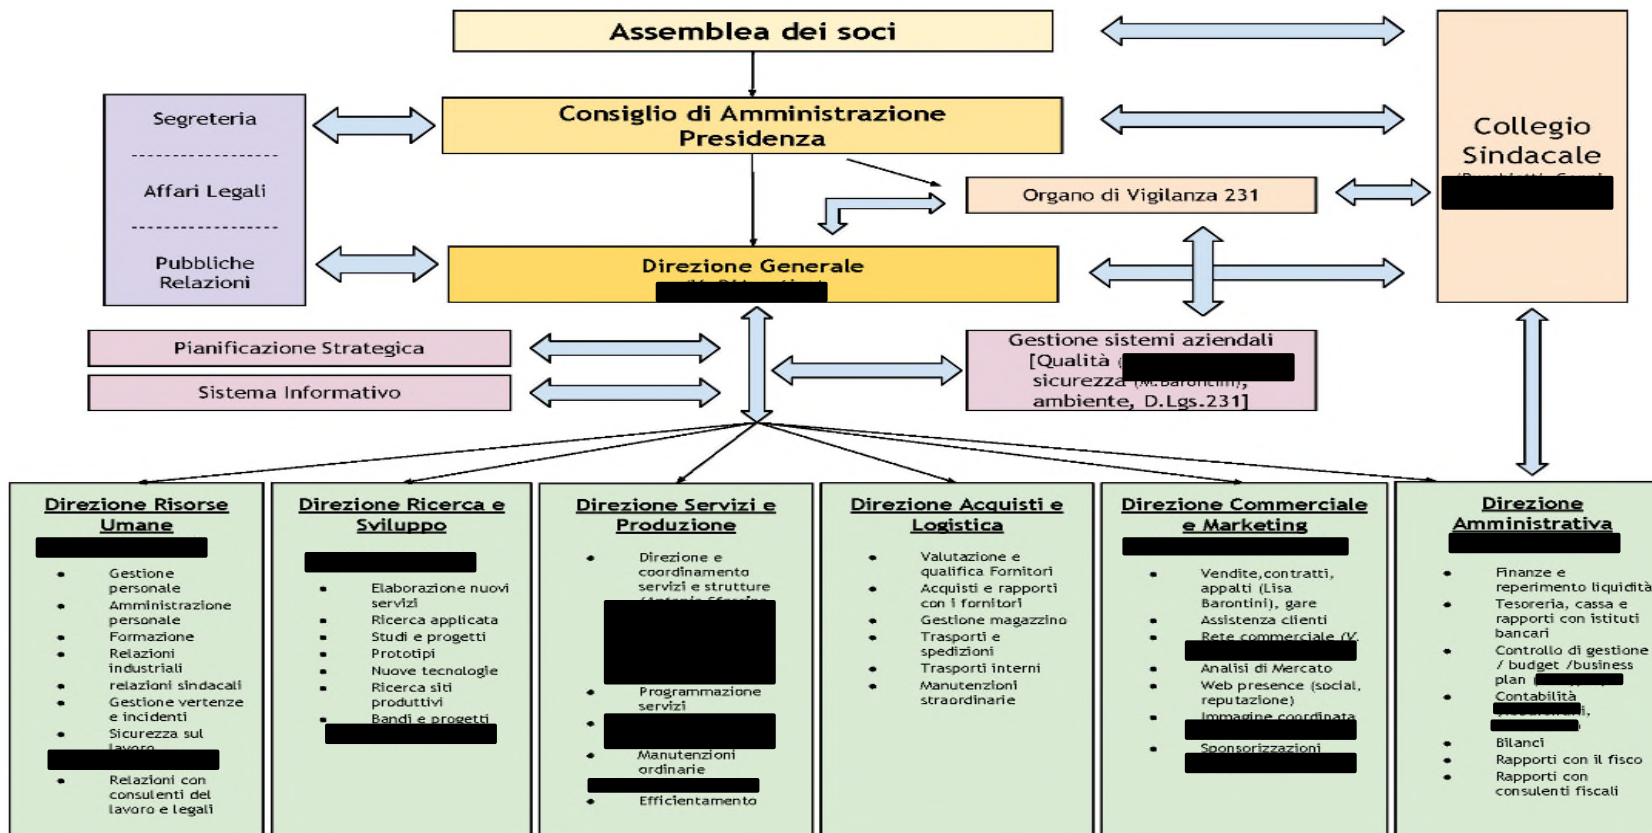 Assemblea dei soci
Consiglio di Amministrazione
Presidenza
Segreteria
Affari Legali
Pubbliche
Relazioni
Collegio
Sindacale
Organo di Vigilanza 231
Direzione Generale
Pianificazione Strategica
Sistema Informativo
Gestione sistemi aziendali
[Qualità (
sicurezza (M.Barontini),
ambiente, D.Lgs.231]
Direzione Risorse
Umane
Gestione
personale
Amministrazione
personale
Formazione
Relazioni
industriali
relazioni sindacali
Gestione vertenze
e incidenti
Sicurezza sul
lavoro
Relazioni con
consulenti del
lavoro e legali
Direzione Ricerca e
Sviluppo
Elaborazione nuovi
servizi
Ricerca applicata
Studi e progetti
Prototipi
Nuove tecnologie
Ricerca siti
produttivi
Bandi e progetti
Direzione Servizi e
Produzione
Direzione e
coordinamento
servizi e strutture
Programmazione
servizi
Manutenzioni
ordinarie
Efficientamento
Direzione Acquisti e
Logistica
Valutazione e
qualifica Fornitori
Acquisti e rapporti
con i fornitori
Gestione magazzino
Trasporti e
spedizioni
Trasporti interni
Manutenzioni
straordinarie
Direzione Commerciale
e Marketing
Vendite,contratti,
appalti (Lisa
Barontini), gare
Assistenza clienti
Rete commerciale (V.
Analisi di Mercato
Web presence (social,
reputazione)
Immagine coordinata
Sponsorizzazioni
Direzione
Amministrativa
Finanze e
reperimento liquidità
Tesoreria, cassa e
rapporti con istituti
bancari
Controllo di gestione
/ budget /business
plan (
Contabilità
Bilanci
Rapporti con il fisco
Rapporti con
consulenti fiscali